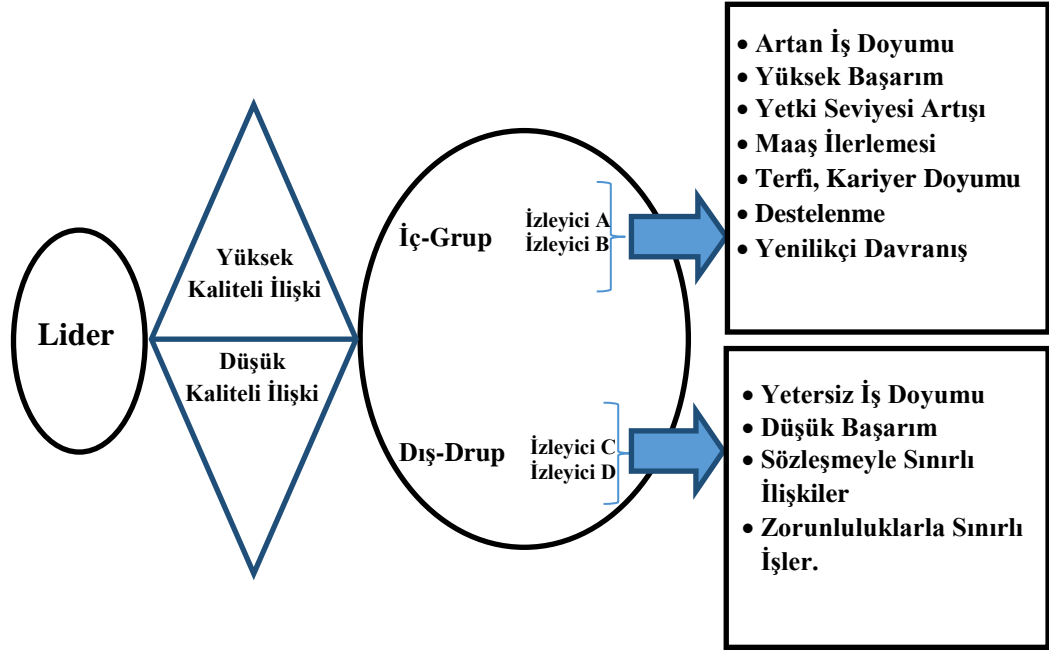 Lider
Yüksek
Kaliteli İlişki
Düşük
Kaliteli İlişki
İç-Grup
İzleyici A
İzleyici B
Dış-Drup
İzleyici C
İzleyici D
• Artan İş Doyumu
• Yüksek Başarım
• Yetki Seviyesi Artışı
• Maaş İlerlemesi
• Terfi, Kariyer Doyumu
• Destelenme
• Yenilikçi Davranış
• Yetersiz İş Doyumu
• Düşük Başarım
• Sözleşmeyle Sınırlı
İlişkiler
• Zorunluluklarla Sınırlı
İşler.